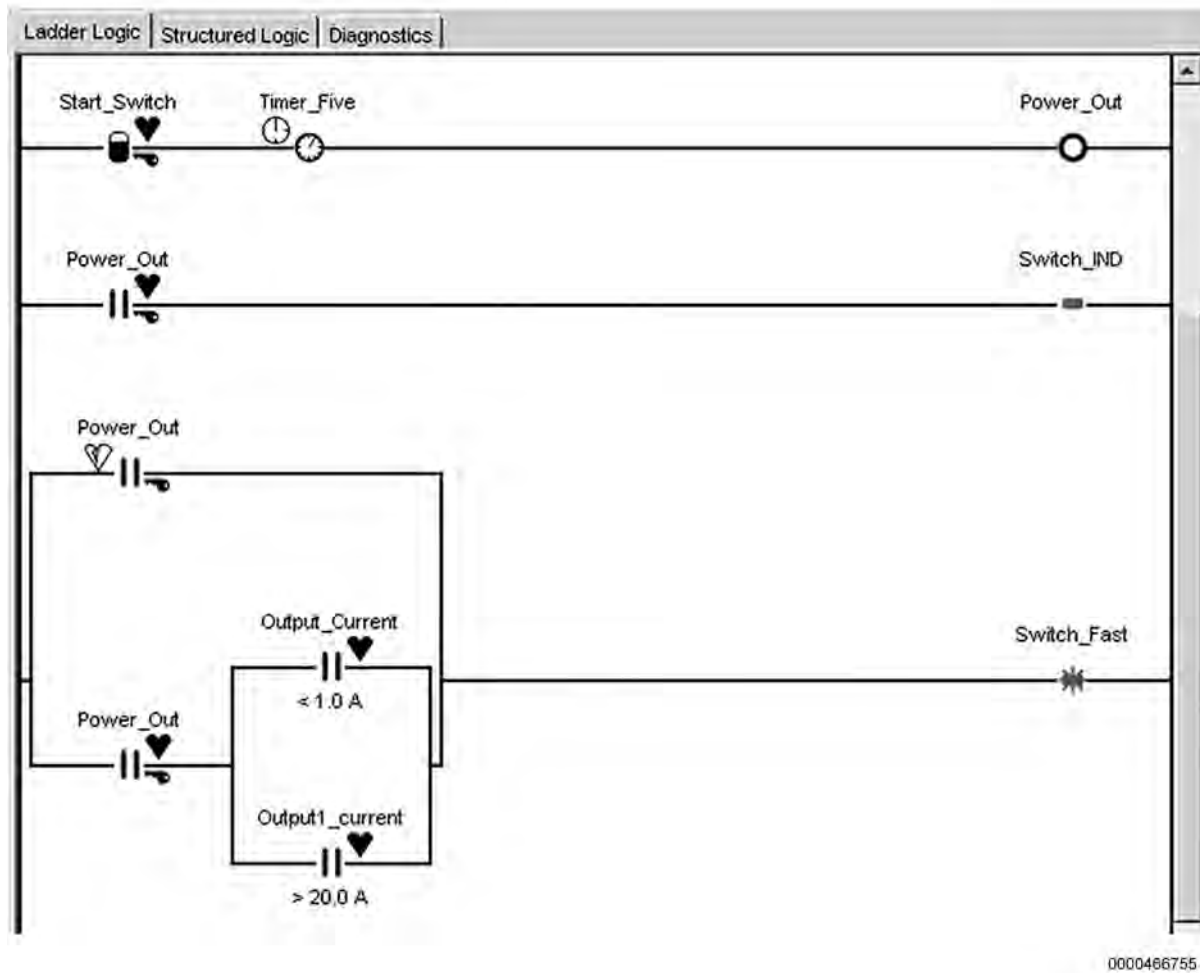 Ladder Logic Structured Logic Diagnostics
Start_Switch Timer_Five Power_Out
Power_Out Switch_IND
Power_Out
Output_Current
Switch_Fast
< 1.0 A
Power_Out
Output1_current
> 20.0 A
0000466755